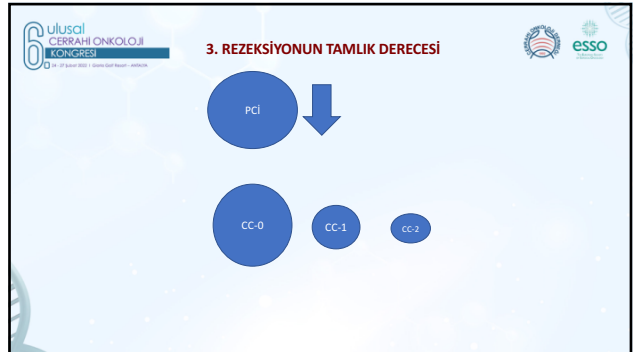 6. ulusal
CERRAHİ ONKOLOJİ
KONGRESİ
3. REZEKSİYONUN TAMLIK DERECESİ
esso
PCİ
CC-0
CC-1
CC-2